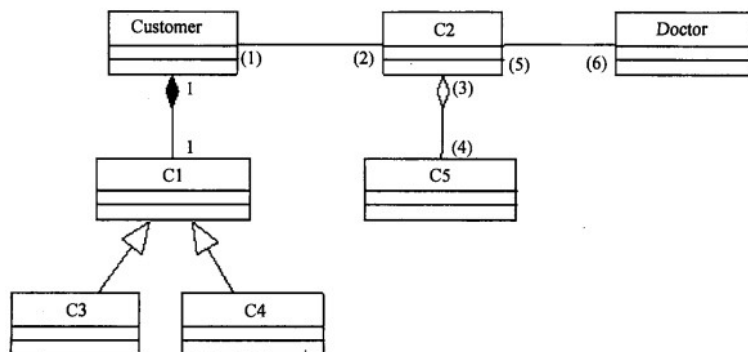 Customer
C2
Doctor
(1)
(2)
(5)
(6)
1
(3)
1
(4)
C1
C5
C3
C4